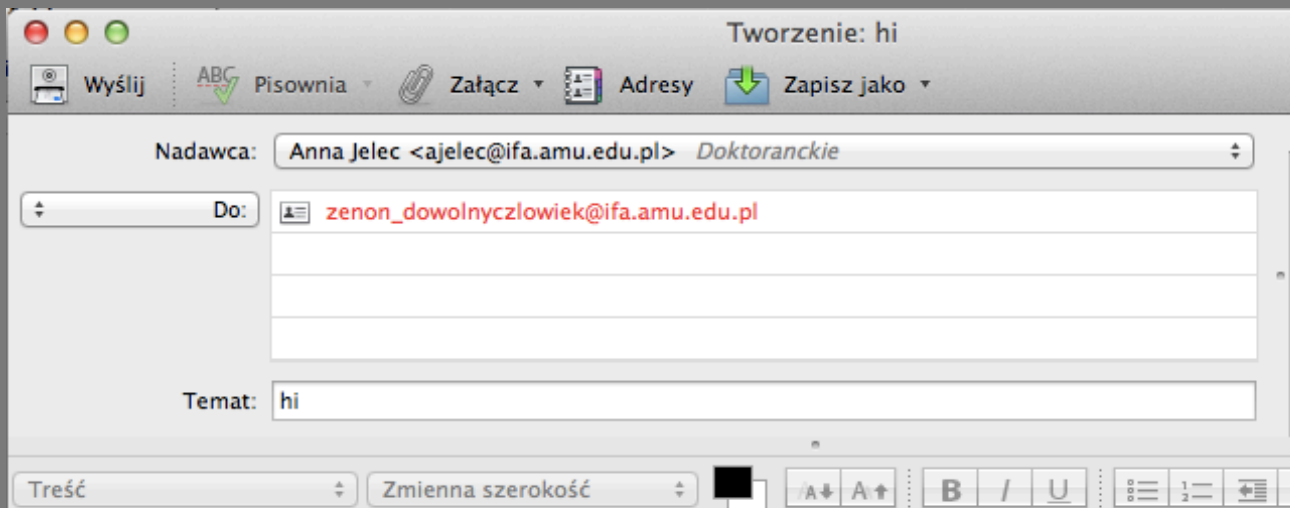 Tworzenie: hi
Wyślij ABC Pisownia Załącz Adresy Zapisz jako
Nadawca: Anna Jelec <ajelec@ifa.amu.edu.pl> Doktoranckie
Do: zenon_dowolnyczlowiek@ifa.amu.edu.pl
Temat: hi
Treść Zmienna szerokość A A B I U